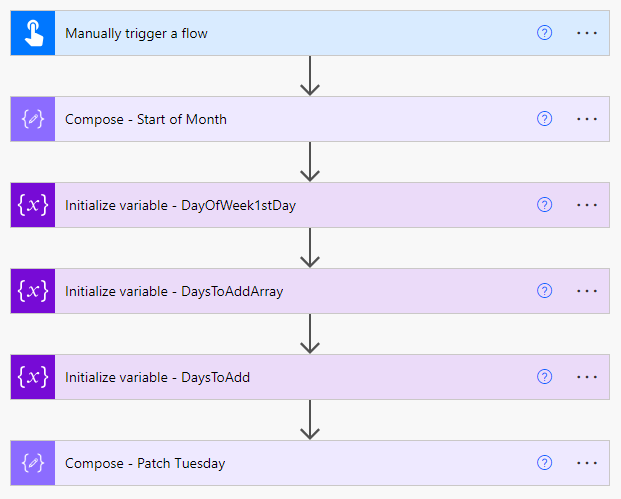 Manually trigger a flow
Compose - Start of Month
{x} Initialize variable - DayOfWeek1stDay
{x} Initialize variable - DaysToAddArray
{x} Initialize variable - DaysToAdd
Compose - Patch Tuesday